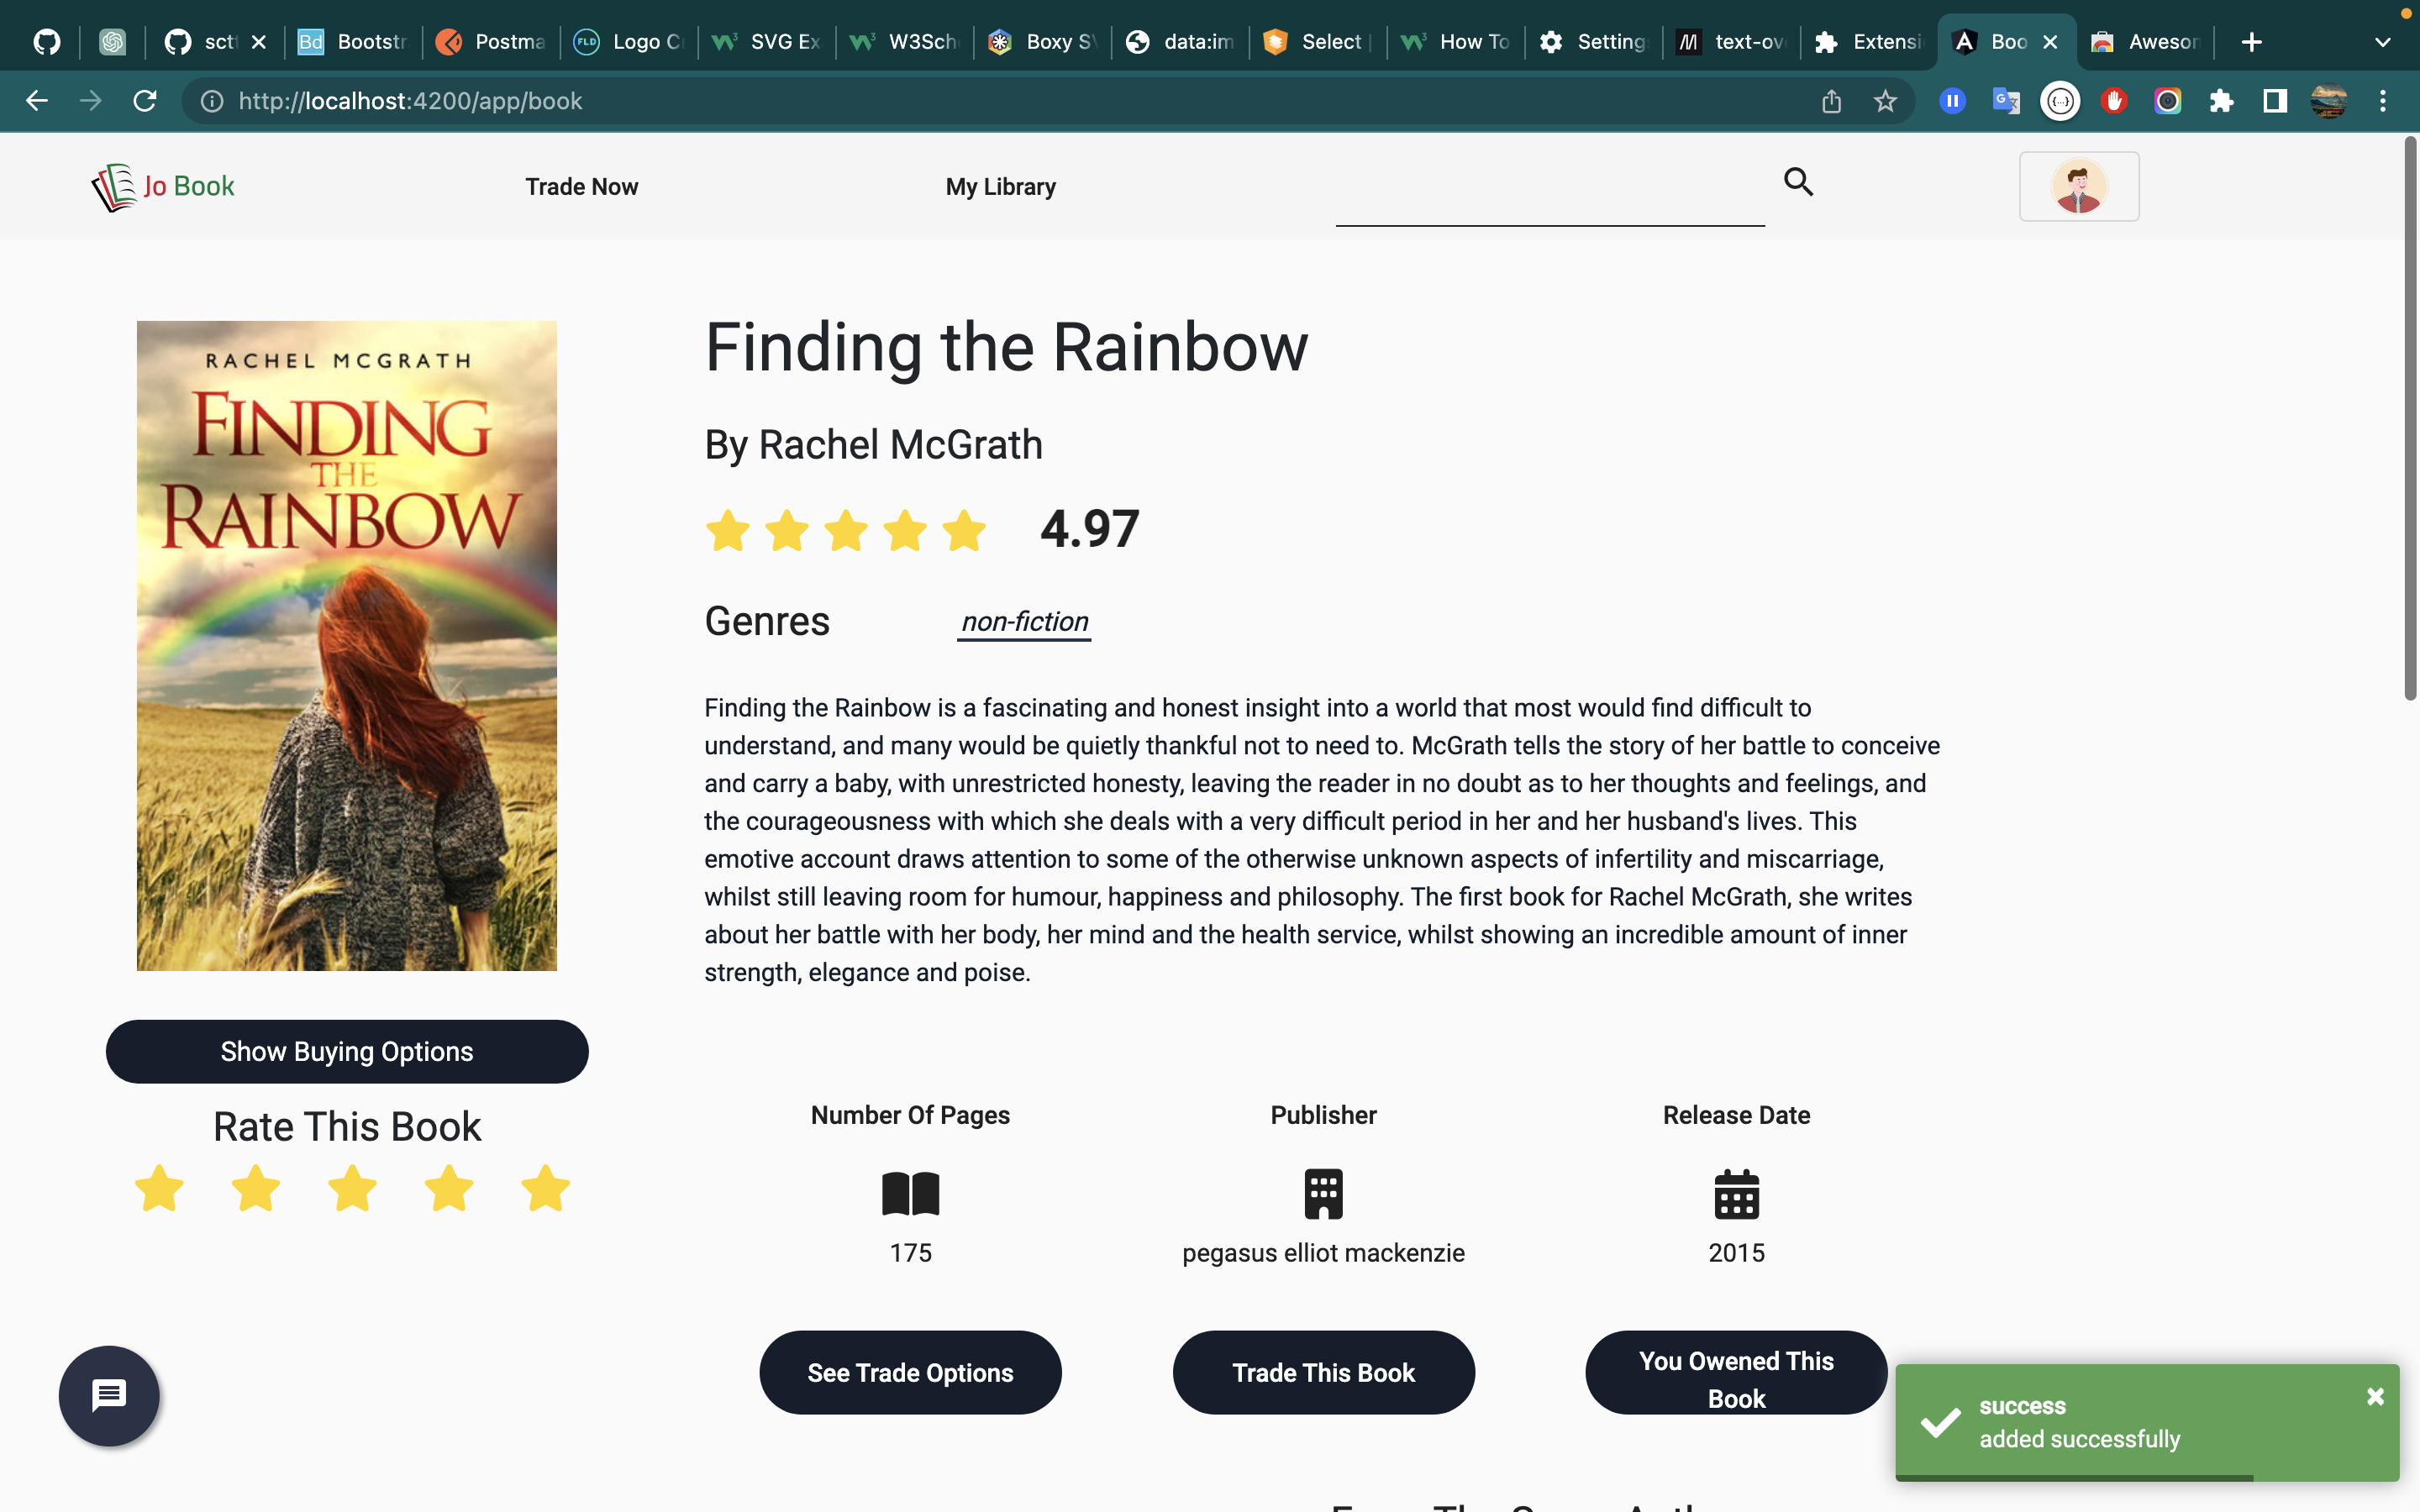 sct
Bd Bootstr
Postma
FLD Logo C
SVG Ex
W3Sch
Boxy S
data:im
Select
How To
Setting
text-ov
Extensi
Boo
Aweson
http://localhost:4200/app/book
Jo Book
Trade Now
My Library
RACHEL MCGRATH
FINDING
THE
RAINBOW
Finding the Rainbow
By Rachel McGrath
4.97
Genres
non-fiction
Finding the Rainbow is a fascinating and honest insight into a world that most would find difficult to
understand, and many would be quietly thankful not to need to. McGrath tells the story of her battle to conceive
and carry a baby, with unrestricted honesty, leaving the reader in no doubt as to her thoughts and feelings, and
the courageousness with which she deals with a very difficult period in her and her husband's lives. This
emotive account draws attention to some of the otherwise unknown aspects of infertility and miscarriage,
whilst still leaving room for humour, happiness and philosophy. The first book for Rachel McGrath, she writes
about her battle with her body, her mind and the health service, whilst showing an incredible amount of inner
strength, elegance and poise.
Show Buying Options
Rate This Book
Number Of Pages
Publisher
Release Date
175
pegasus elliot mackenzie
2015
See Trade Options
Trade This Book
You Owened This
Book
success
added successfully